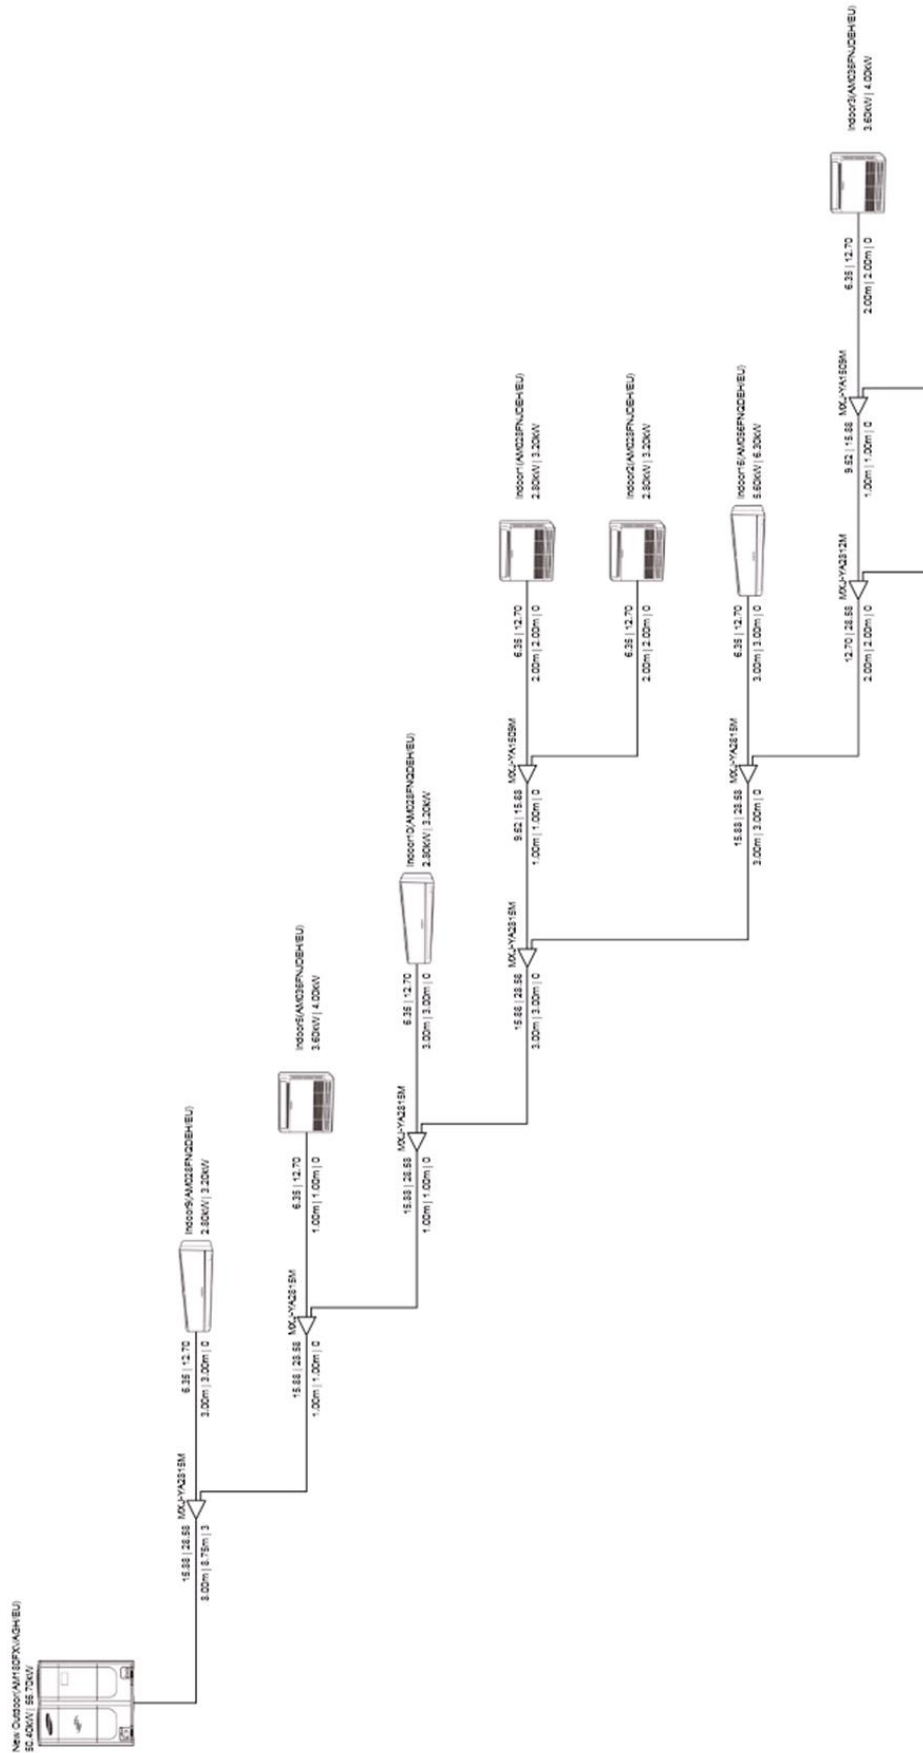 New Outdoor(AM180FXVAGH/EU)
50.40kW | 56.70kW
15.88 | 28.58
8.00m | 8.75m | 3
MXJ-YA2815M
6.35 | 12.70
3.00m | 3.00m | 0
Indoor9(AM028FNQDEH/EU)
2.80kW | 3.20kW
15.88 | 28.58
1.00m | 1.00m | 0
MXJ-YA2815M
6.35 | 12.70
1.00m | 1.00m | 0
Indoor5(AM036FNJDEH/EU)
3.60kW | 4.00kW
15.88 | 28.58
1.00m | 1.00m | 0
MXJ-YA2815M
6.35 | 12.70
3.00m | 3.00m | 0
Indoor10(AM028FNQDEH/EU)
2.80kW | 3.20kW
15.88 | 28.58
3.00m | 3.00m | 0
MXJ-YA2815M
9.52 | 15.88
1.00m | 1.00m | 0
MXJ-YA1509M
6.35 | 12.70
2.00m | 2.00m | 0
Indoor1(AM028FNJDEH/EU)
2.80kW | 3.20kW
6.35 | 12.70
2.00m | 2.00m | 0
Indoor2(AM028FNJDEH/EU)
2.80kW | 3.20kW
15.88 | 28.58
3.00m | 3.00m | 0
MXJ-YA2815M
6.35 | 12.70
3.00m | 3.00m | 0
Indoor16(AM056FNQDEH/EU)
5.60kW | 6.30kW
12.70 | 28.58
2.00m | 2.00m | 0
MXJ-YA2812M
9.52 | 15.88
1.00m | 1.00m | 0
MXJ-YA1509M
6.35 | 12.70
2.00m | 2.00m | 0
Indoor3(AM036FNJDEH/EU)
3.60kW | 4.00kW